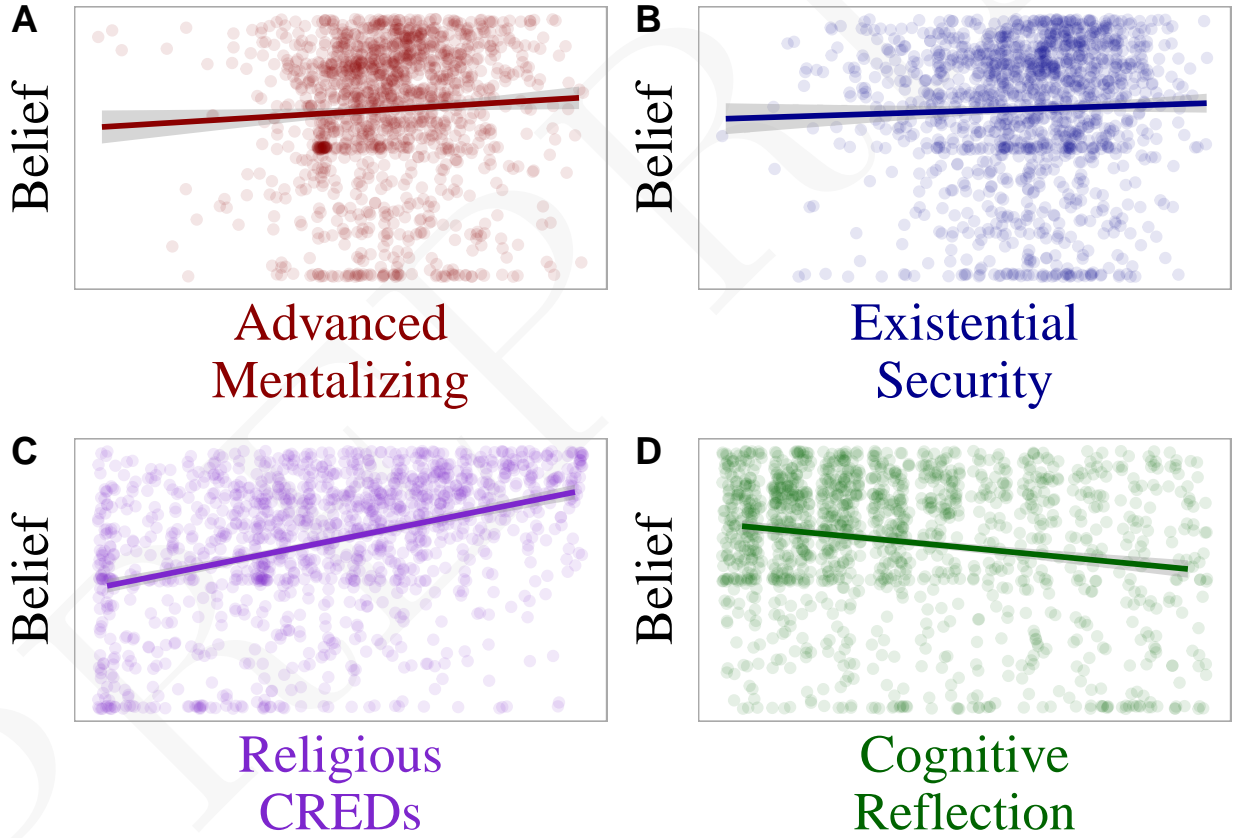 A
Belief
Advanced
Mentalizing
B
Belief
Existential
Security
C
Belief
Religious
CREDs
D
Belief
Cognitive
Reflection